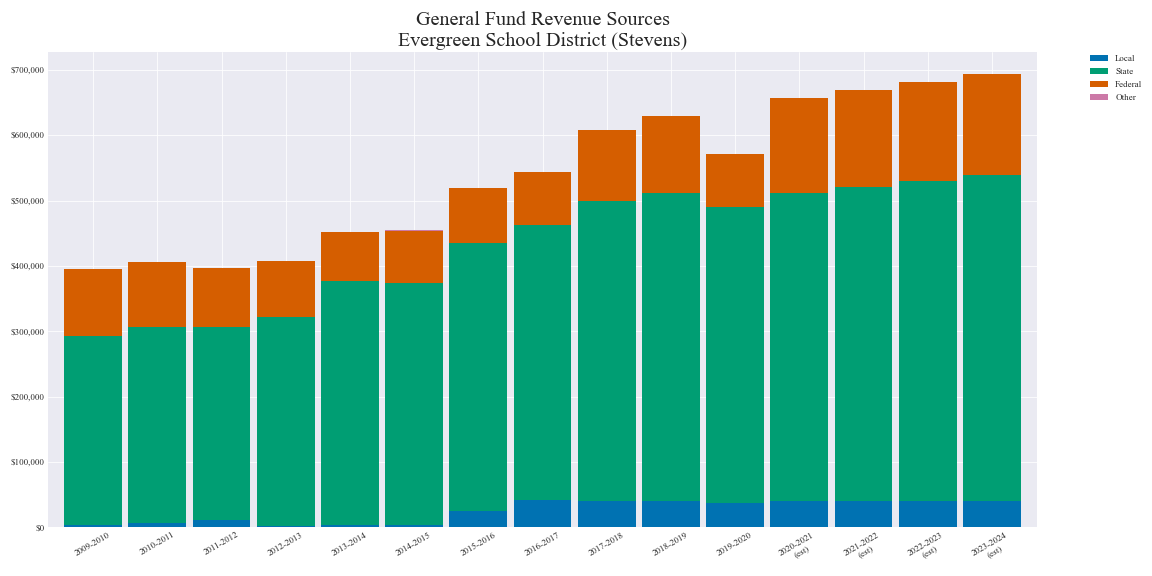 General Fund Revenue Sources
Evergreen School District (Stevens)
Local
State
Federal
Other
$700,000
$600,000
$500,000
$400,000
$300,000
$200,000
$100,000
$0
2009-2010
2010-2011
2011-2012
2012-2013
2013-2014
2014-2015
2015-2016
2016-2017
2017-2018
2018-2019
2019-2020
2020-2021
(est)
2021-2022
(est)
2022-2023
(est)
2023-2024
(est)